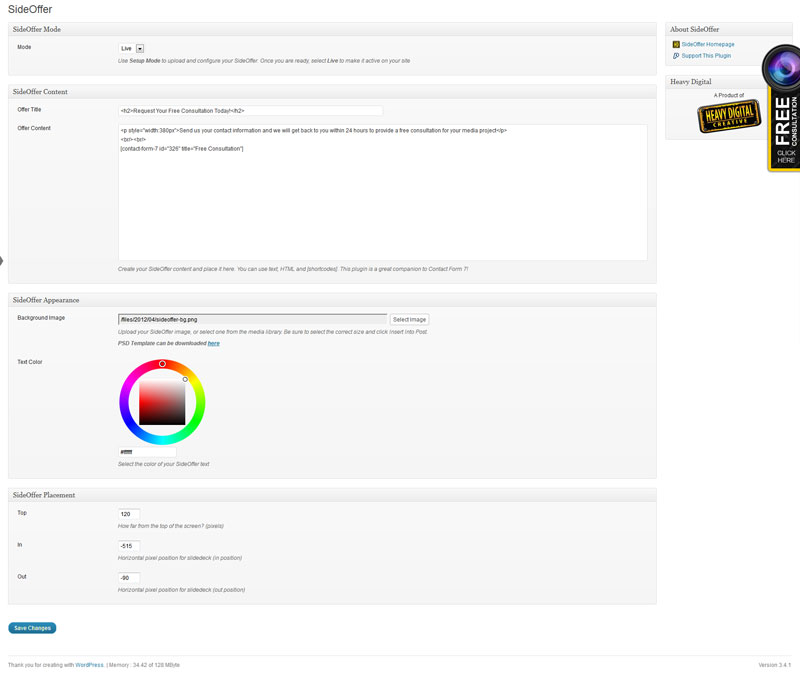 SideOffer
SideOffer Mode
Mode
Live
Use Setup Mode to upload and configure your SideOffer. Once you are ready, select Live to make it active on your site
SideOffer Content
Offer Title
<h2>Request Your Free Consultation Today!</h2>
Offer Content
<p style="width:380px">Send us your contact information and we will get back to you within 24 hours to provide a free consultation for your media project</p>
<br/><br/>
[contact-form-7 id="326" title="Free Consultation"]
Create your SideOffer content and place it here. You can use text, HTML and [shortcodes]. This plugin is a great companion to Contact Form 7!
SideOffer Appearance
Background Image
/files/2012/04/sideoffer-bg.png
Select Image
Upload your SideOffer image, or select one from the media library. Be sure to select the correct size and click Insert Into Post.
PSD Template can be downloaded here
Text Color
#ffffff
Select the color of your SideOffer text
SideOffer Placement
Top
120
How far from the top of the screen? (pixels)
In
-515
Horizontal pixel position for slidedeck (in position)
Out
-90
Horizontal pixel position for slidedeck (out position)
Save Changes
About SideOffer
SideOffer Homepage
Support This Plugin
Heavy Digital
A Product of
HEAVY DIGITAL
CREATIVE
FREE
CONSULTATION
CLICK
HERE
Thank you for creating with WordPress. | Memory : 34.42 of 128 MByte
Version 3.4.1